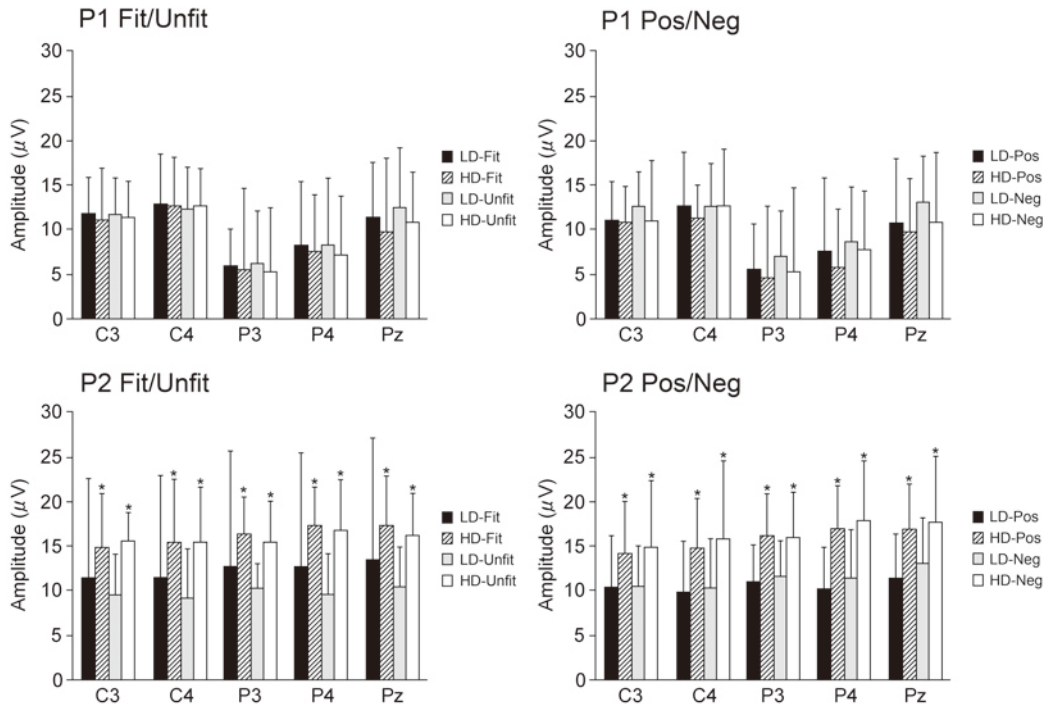 P1 Fit/Unfit
30
25
20
15
10
5
0
Amplitude (μV)
C3 C4 P3 P4 Pz
LD-Fit
HD-Fit
LD-Unfit
HD-Unfit
P1 Pos/Neg
30
25
20
15
10
5
0
Amplitude (μV)
C3 C4 P3 P4 Pz
LD-Pos
HD-Pos
LD-Neg
HD-Neg
P2 Fit/Unfit
30
25
20
15
10
5
0
Amplitude (μV)
* * * * * * * * * *
C3 C4 P3 P4 Pz
LD-Fit
HD-Fit
LD-Unfit
HD-Unfit
P2 Pos/Neg
30
25
20
15
10
5
0
Amplitude (μV)
* * * * * * * * * *
C3 C4 P3 P4 Pz
LD-Pos
HD-Pos
LD-Neg
HD-Neg